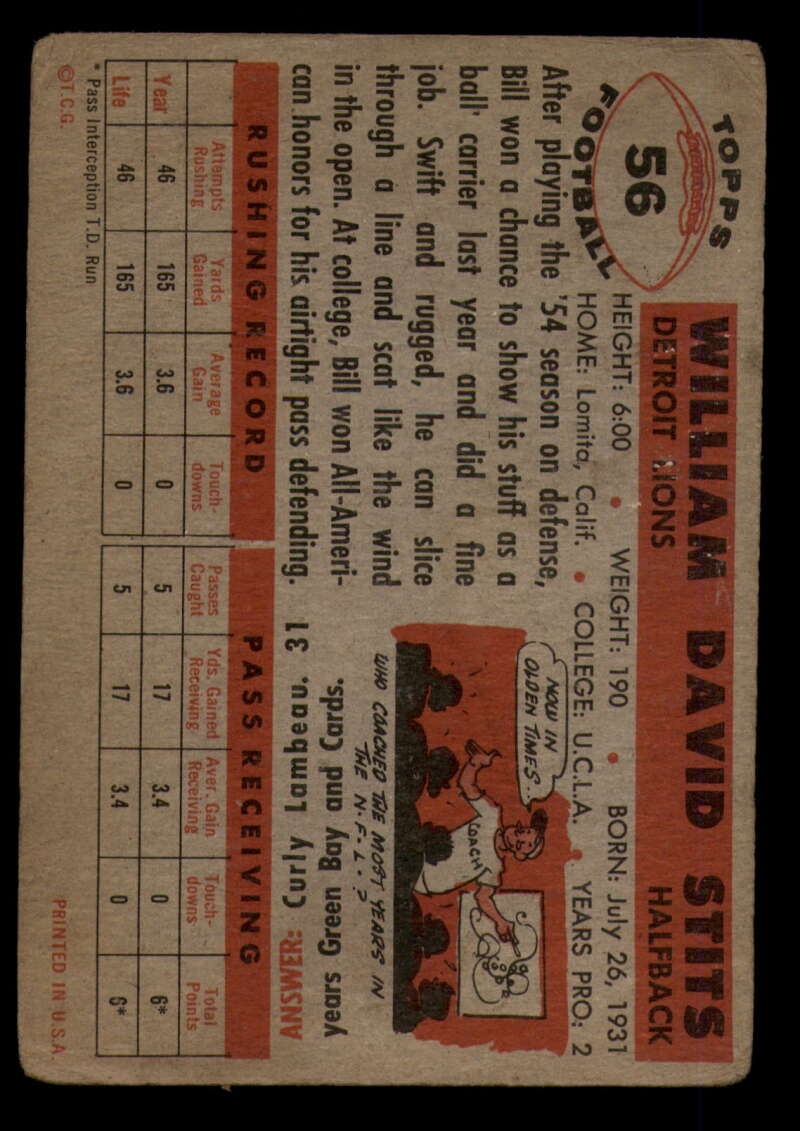 TOPPS
56
FOOTBALL
WILLIAM DAVID STITS
DETROIT LIONS HALFBACK
HEIGHT: 6:00 • WEIGHT: 190 • BORN: July 26, 1931
HOME: Lomita, Calif. • COLLEGE: U.C.L.A. • YEARS PRO: 2
After playing the '54 season on defense,
Bill won a chance to show his stuff as a
ball carrier last year and did a fine
job. Swift and rugged, he can slice
through a line and scat like the wind
in the open. At college, Bill won All-Ameri-
can honors for his airtight pass defending.
NOW IN
OLDEN TIMES...
COACH
WHO COACHED THE MOST YEARS IN
THE N.F.L.?
ANSWER: Curly Lambeau. 31
years Green Bay and Cards.
RUSHING RECORD PASS RECEIVING
Attempts Rushing Yards Gained Average Gain Touch-downs Passes Caught Yds. Gained Receiving Aver. Gain Receiving Touch-downs Total Points
Year 46 165 3.6 0 5 17 3.4 0 6*
Life 46 165 3.6 0 5 17 3.4 0 6*
* Pass Interception T.D. Run
©T.C.G. PRINTED IN U.S.A.